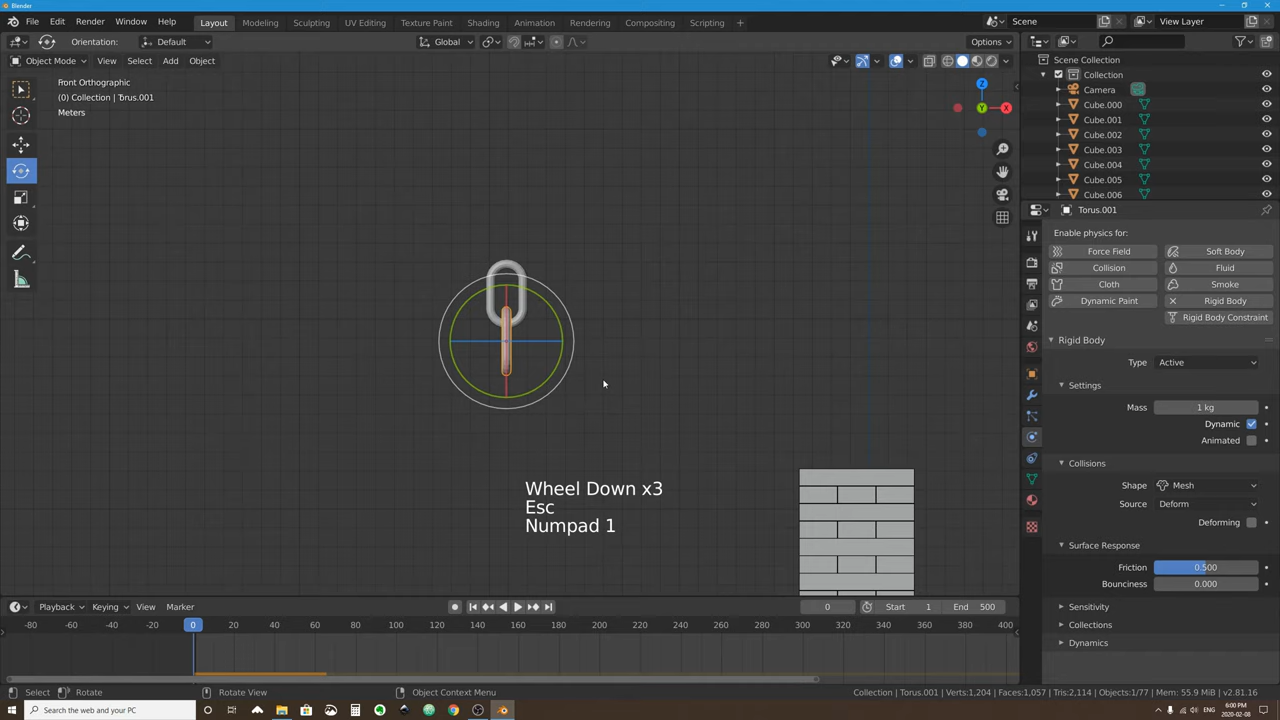 Blender
File Edit Render Window Help Layout Modeling Sculpting UV Editing Texture Paint Shading Animation Rendering Compositing Scripting + Scene View Layer
Orientation: Default Global Options
Object Mode View Select Add Object
Front Orthographic
(0) Collection | Torus.001
Meters
Z
Y
X
Scene Collection
Collection
Camera
Cube.000
Cube.001
Cube.002
Cube.003
Cube.004
Cube.005
Cube.006
Torus.001
Enable physics for:
Force Field Soft Body
Collision Fluid
Cloth Smoke
Dynamic Paint Rigid Body
Rigid Body Constraint
Rigid Body
Type Active
Settings
Mass 1 kg
Dynamic
Animated
Collisions
Shape Mesh
Source Deform
Deforming
Surface Response
Friction 0.500
Bounciness 0.000
Sensitivity
Collections
Dynamics
Wheel Down x3
Esc
Numpad 1
Playback Keying View Marker 0 Start 1 End 500
-80 -60 -40 -20 0 20 40 60 80 100 120 140 160 180 200 220 240 260 280 300 320 340 360 380 400
Select Rotate Rotate View Object Context Menu Collection | Torus.001 | Verts:1,204 | Faces:1,057 | Tris:2,114 | Objects:1/77 | Mem: 55.9 MiB | v2.81.16
Search the web and your PC 6:00 PM
2020-02-08